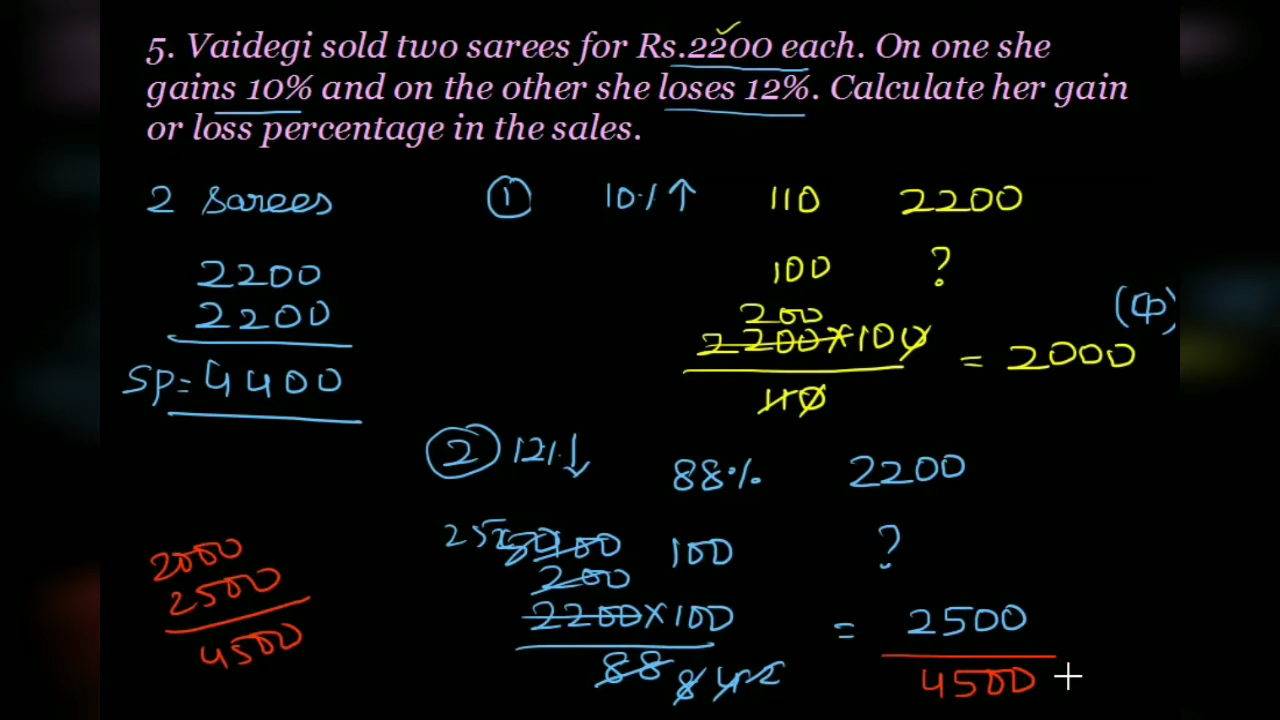 5. Vaidegi sold two sarees for Rs.2200 each. On one she
gains 10% and on the other she loses 12%. Calculate her gain
or loss percentage in the sales.
2 Sarees
2200
2200
SP = 4400
① 10% ↑ 110 2200
100 ?
200
2200 × 100 = 2000
110
② 12% ↓ 88% 2200
100 ?
200
2200 × 100 = 2500
88 8
4500
2000
2500
4500